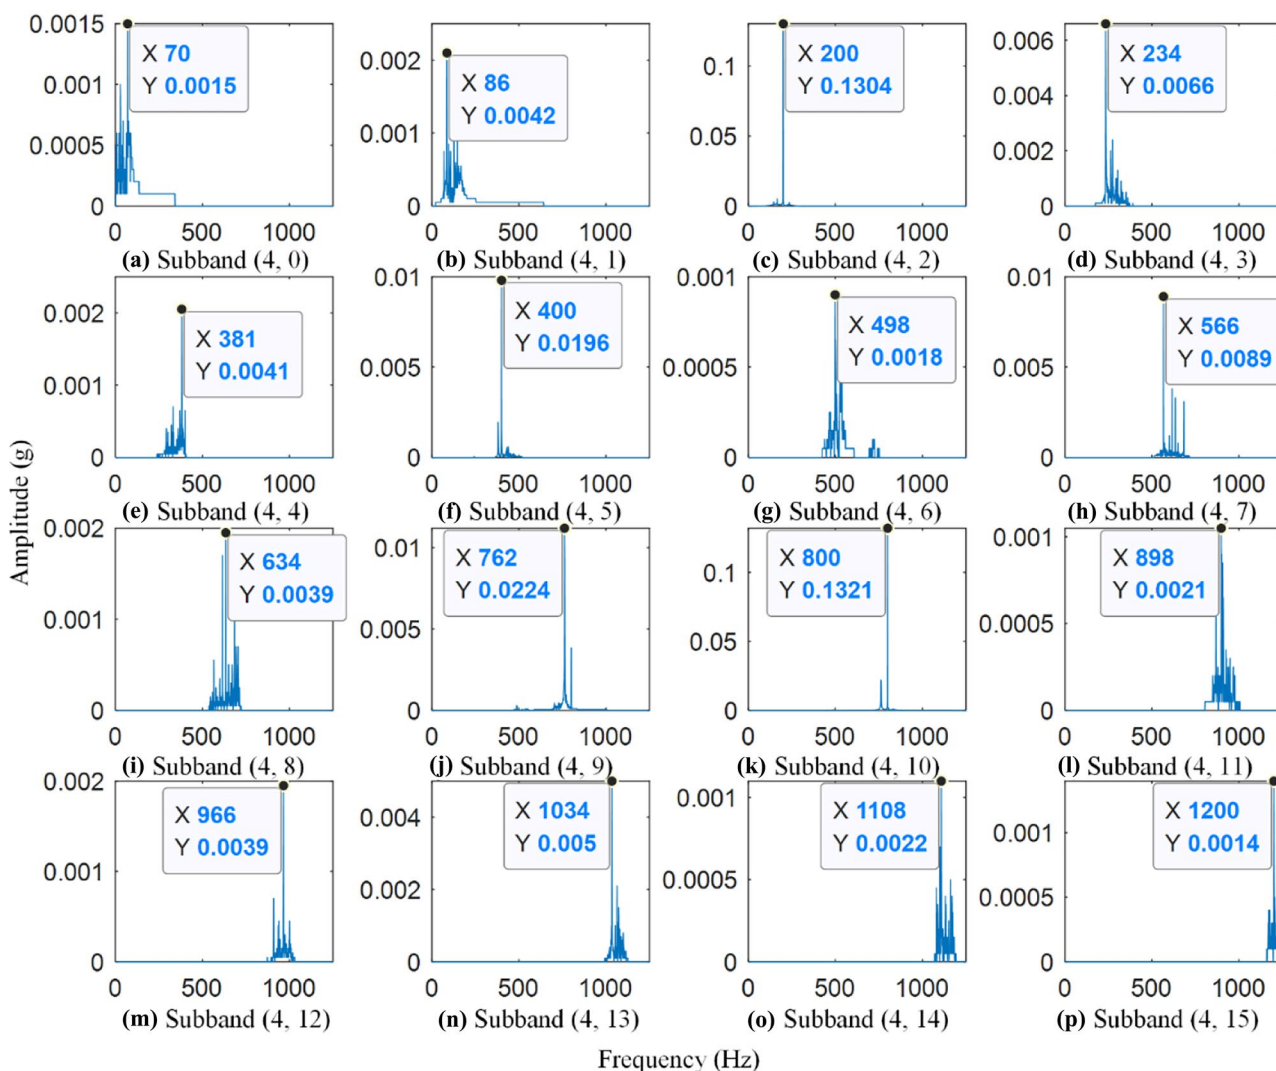 0.0015
0.001
0.0005
0
X 70
Y 0.0015
0 500 1000
(a) Subband (4, 0)
0.002
0.001
0
X 86
Y 0.0042
0 500 1000
(b) Subband (4, 1)
0.1
0.05
0
X 200
Y 0.1304
0 500 1000
(c) Subband (4, 2)
0.006
0.004
0.002
0
X 234
Y 0.0066
0 500 1000
(d) Subband (4, 3)
0.002
0.001
0
X 381
Y 0.0041
0 500 1000
(e) Subband (4, 4)
0.01
0.005
0
X 400
Y 0.0196
0 500 1000
(f) Subband (4, 5)
0.001
0.0005
0
X 498
Y 0.0018
0 500 1000
(g) Subband (4, 6)
0.01
0.005
0
X 566
Y 0.0089
0 500 1000
(h) Subband (4, 7)
0.002
0.001
0
X 634
Y 0.0039
0 500 1000
(i) Subband (4, 8)
0.01
0.005
0
X 762
Y 0.0224
0 500 1000
(j) Subband (4, 9)
0.1
0.05
0
X 800
Y 0.1321
0 500 1000
(k) Subband (4, 10)
0.001
0.0005
0
X 898
Y 0.0021
0 500 1000
(l) Subband (4, 11)
0.002
0.001
0
X 966
Y 0.0039
0 500 1000
(m) Subband (4, 12)
0.004
0.002
0
X 1034
Y 0.005
0 500 1000
(n) Subband (4, 13)
0.001
0.0005
0
X 1108
Y 0.0022
0 500 1000
(o) Subband (4, 14)
0.001
0.0005
0
X 1200
Y 0.0014
0 500 1000
(p) Subband (4, 15)
Amplitude (g)
Frequency (Hz)